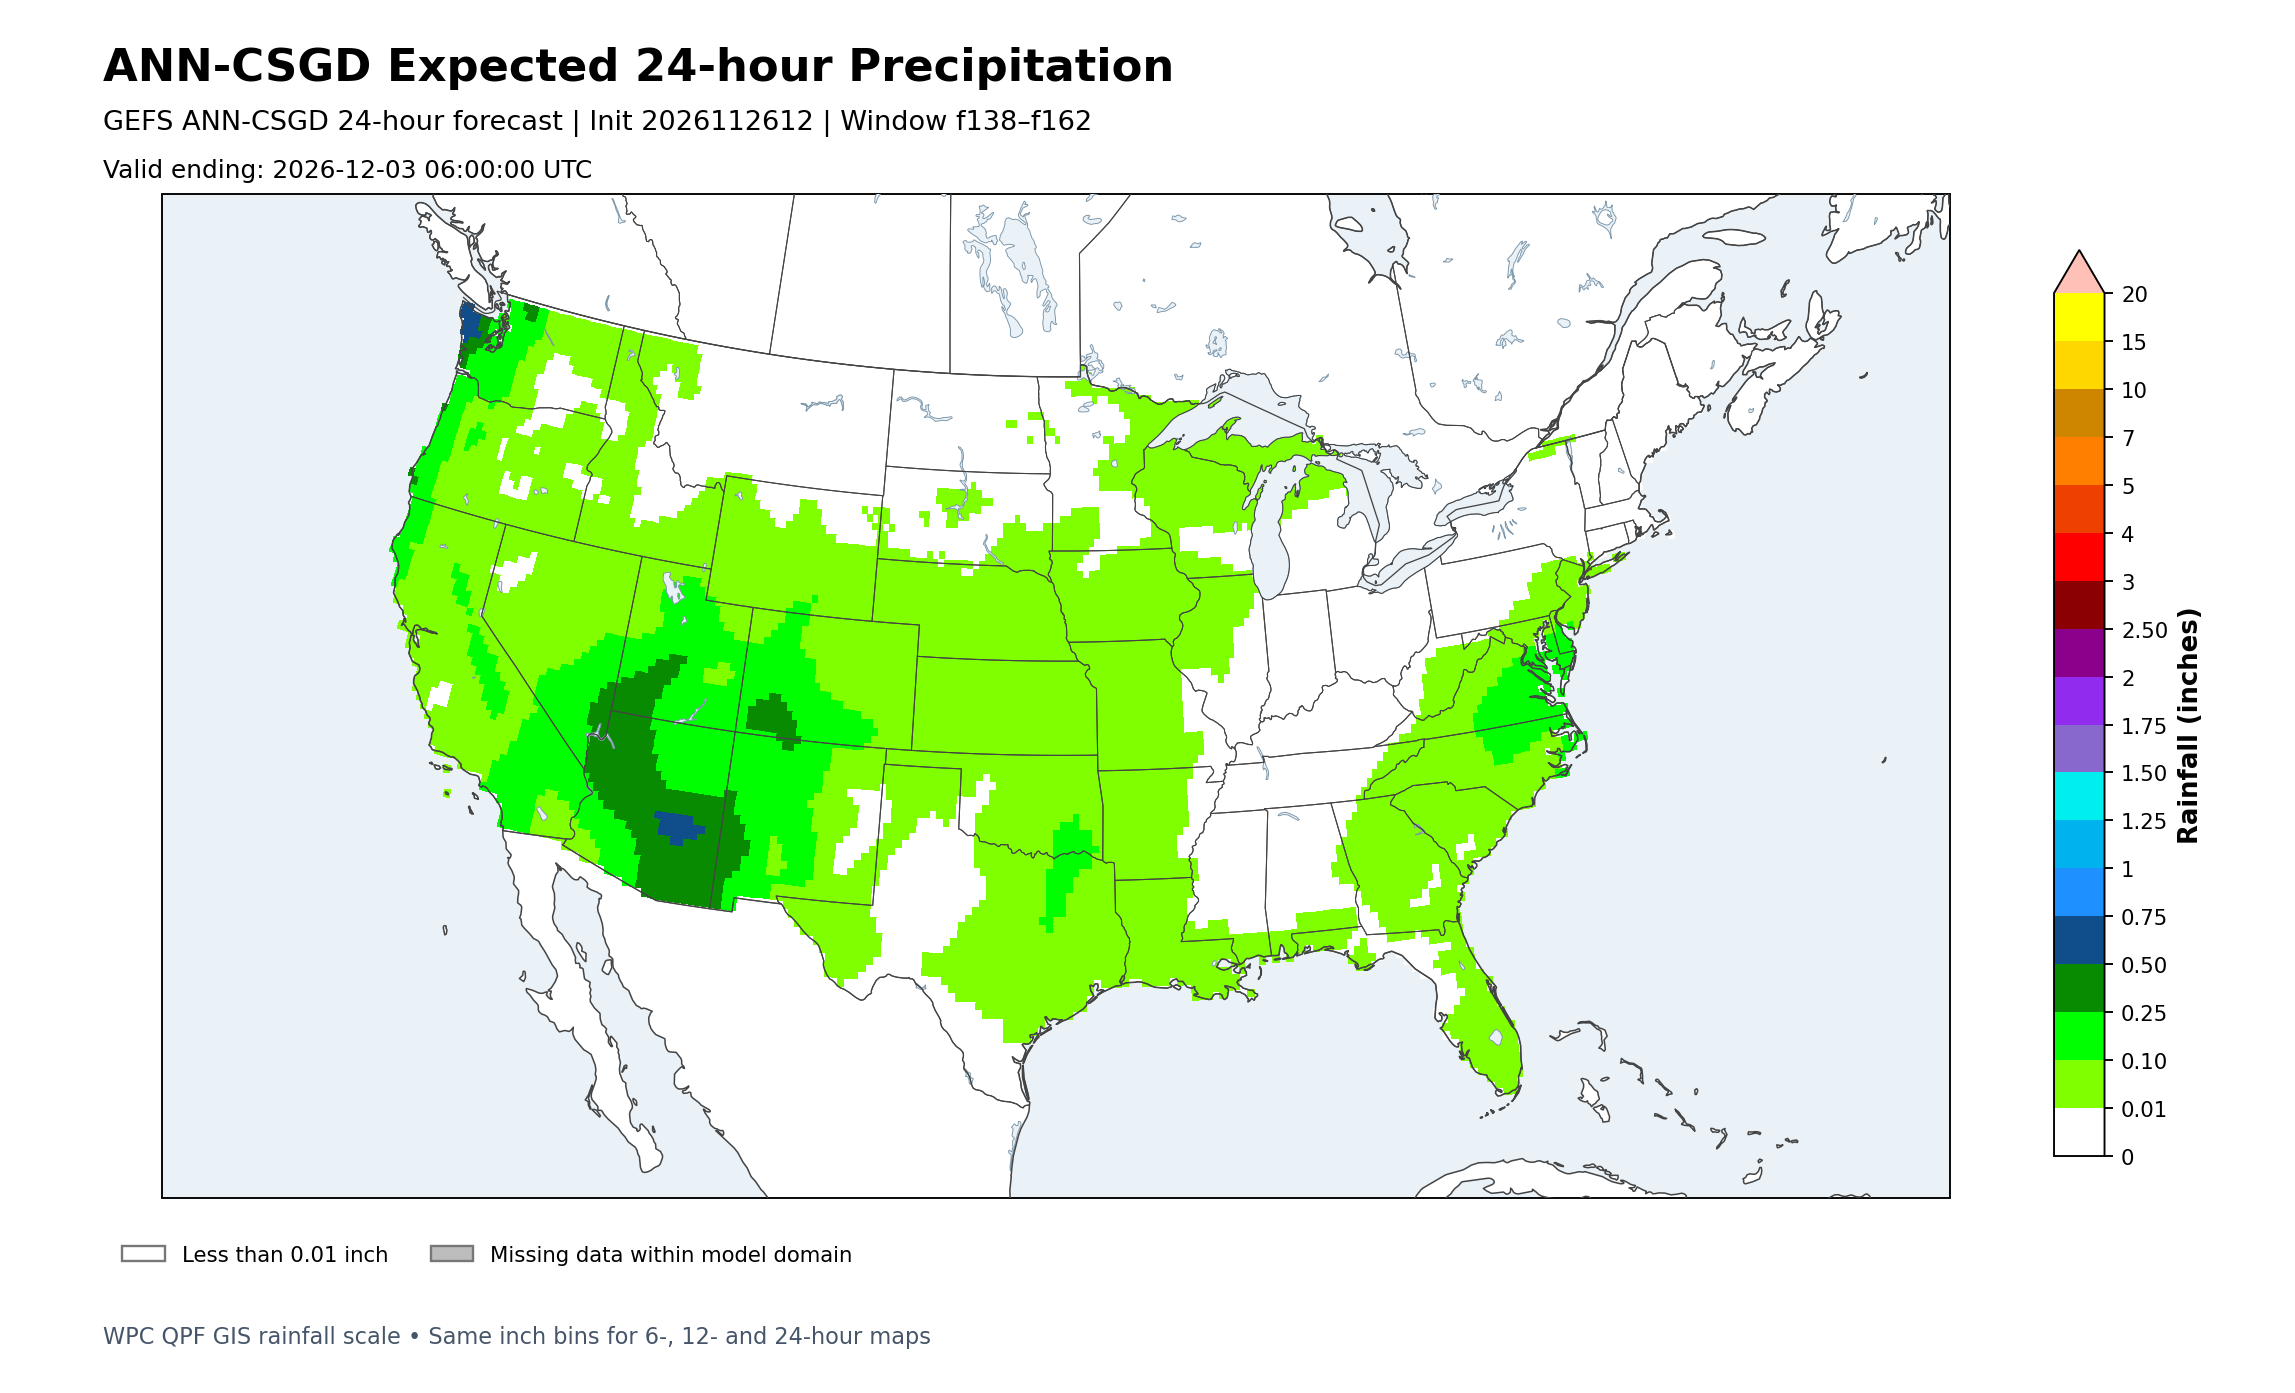 ANN-CSGD Expected 24-hour Precipitation
GEFS ANN-CSGD 24-hour forecast | Init 2026112612 | Window f138–f162
Valid ending: 2026-12-03 06:00:00 UTC
20
15
10
7
5
4
3
2.50
2
1.75
1.50
1.25
1
0.75
0.50
0.25
0.10
0.01
0
Rainfall (inches)
Less than 0.01 inch
Missing data within model domain
WPC QPF GIS rainfall scale • Same inch bins for 6-, 12- and 24-hour maps